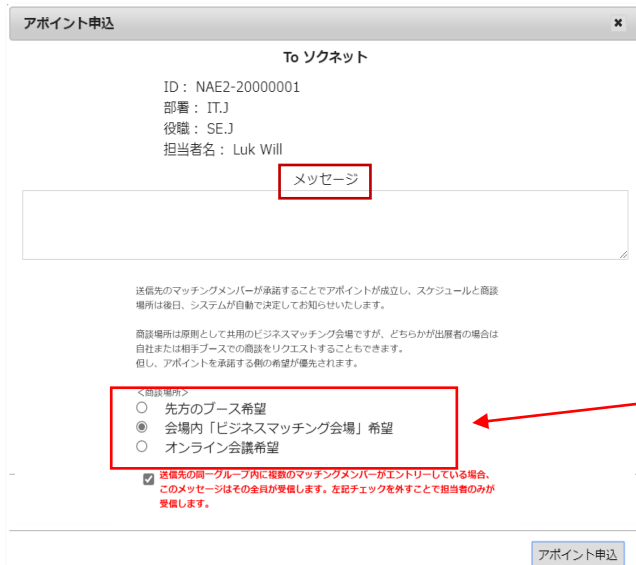 アポイント申込
To ソクネット
ID： NAE2-20000001
部署： IT.J
役職： SE.J
担当者名： Luk Will
メッセージ
送信先のマッチングメンバーが承諾することでアポイントが成立し、スケジュールと商談
場所は後日、システムが自動で決定してお知らせいたします。
商談場所は原則として共用のビジネスマッチング会場ですが、どちらかが出展者の場合は
自社または相手ブースでの商談をリクエストすることもできます。
但し、アポイントを承諾する側の希望が優先されます。
<商談場所>
先方のブース希望
会場内「ビジネスマッチング会場」希望
オンライン会議希望
送信先の同一グループ内に複数のマッチングメンバーがエントリーしている場合、
このメッセージはその全員が受信します。左記チェックを外すことで担当者のみが
受信します。
アポイント申込